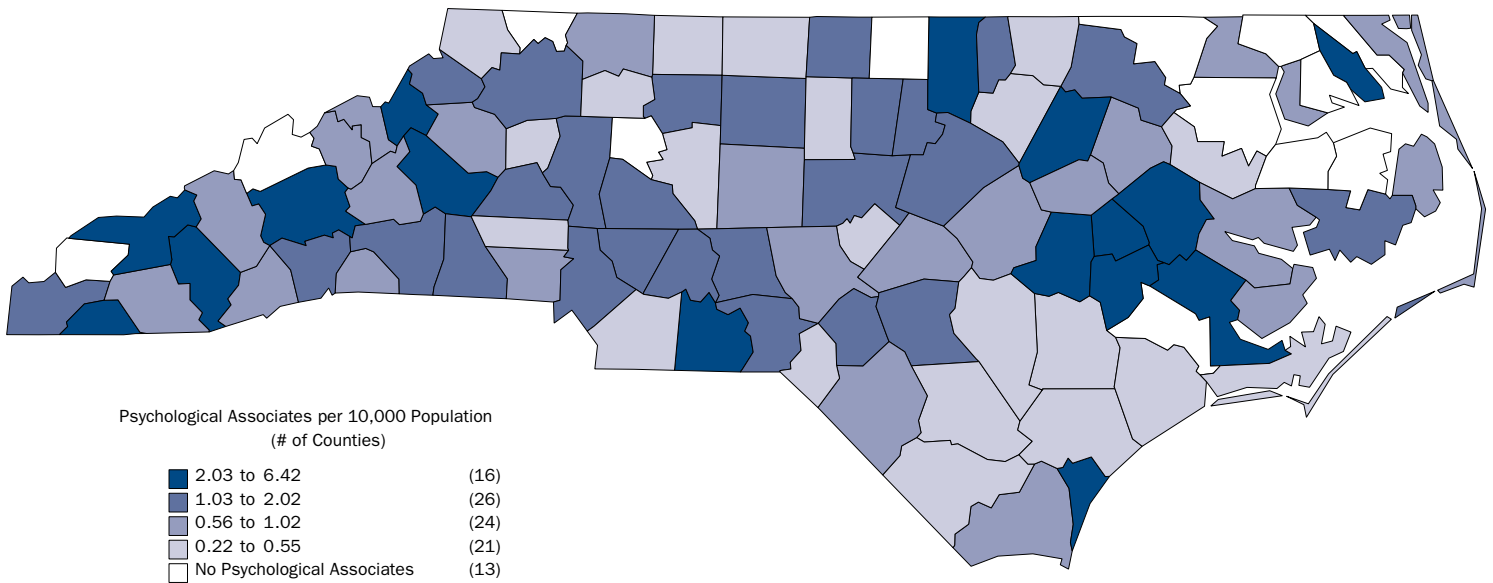 Psychological Associates per 10,000 Population
(# of Counties)
2.03 to 6.42 (16)
1.03 to 2.02 (26)
0.56 to 1.02 (24)
0.22 to 0.55 (21)
No Psychological Associates (13)